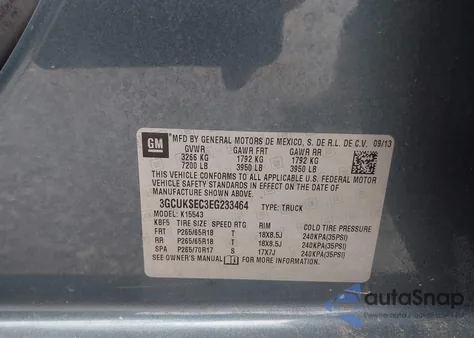 GM
MFD BY GENERAL MOTORS DE MEXICO, S. DE R.L. DE C.V. 09/13
GVWR GAWR FRT GAWR RR
3266 KG 1792 KG 1792 KG
7200 LB 3950 LB 3950 LB
THIS VEHICLE CONFORMS TO ALL APPLICABLE U.S. FEDERAL MOTOR
VEHICLE SAFETY STANDARDS IN EFFECT ON THE DATE OF
MANUFACTURE SHOWN ABOVE.
3GCUKSEC3EG233464 TYPE: TRUCK
MODEL: K15543
KBF5 TIRE SIZE SPEED RTG RIM COLD TIRE PRESSURE
FRT P265/65R18 T 18X8.5J 240KPA(35PSI)
RR P265/65R18 T 18X8.5J 240KPA(35PSI)
SPA P265/70R17 S 17X7J 240KPA(35PSI)
SEE OWNER'S MANUAL FOR MORE INFORMATION.
autoSnap